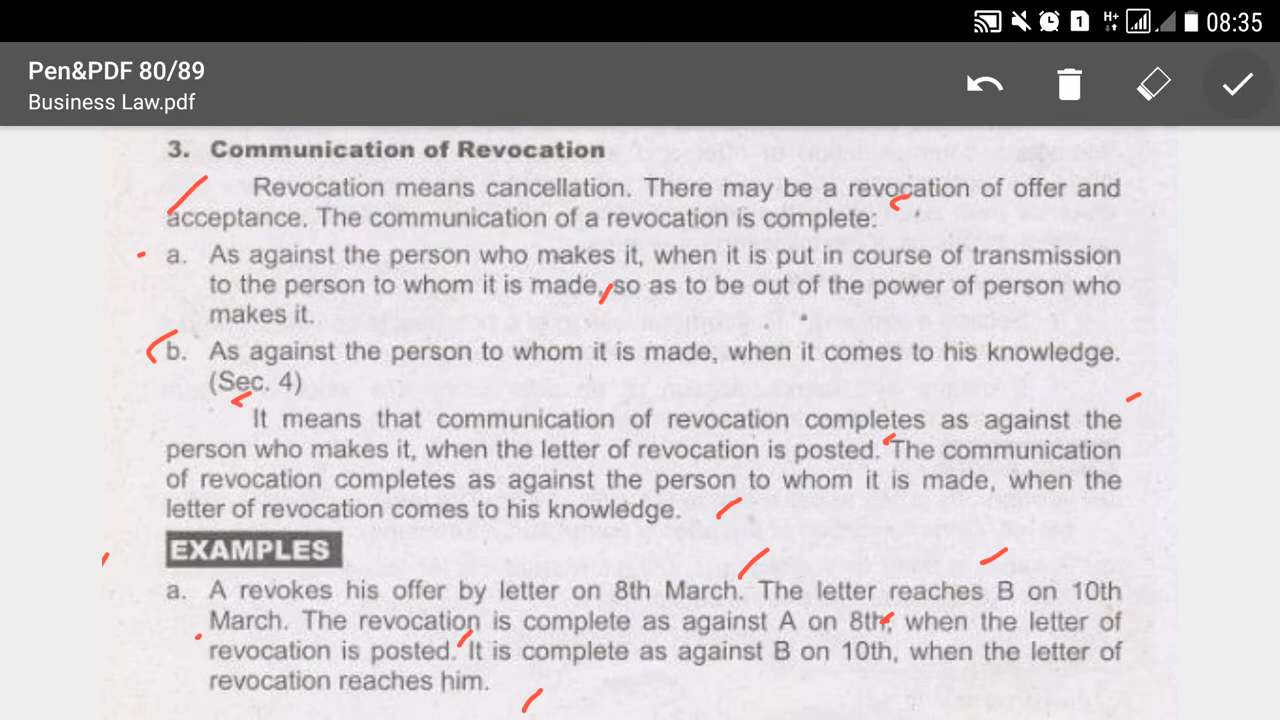 H+ 1 08:35
Pen&PDF 80/89
Business Law.pdf
3. Communication of Revocation
Revocation means cancellation. There may be a revocation of offer and
acceptance. The communication of a revocation is complete:
a. As against the person who makes it, when it is put in course of transmission
to the person to whom it is made, so as to be out of the power of person who
makes it.
b. As against the person to whom it is made, when it comes to his knowledge.
(Sec. 4)
It means that communication of revocation completes as against the
person who makes it, when the letter of revocation is posted. The communication
of revocation completes as against the person to whom it is made, when the
letter of revocation comes to his knowledge.
EXAMPLES
a. A revokes his offer by letter on 8th March. The letter reaches B on 10th
March. The revocation is complete as against A on 8th, when the letter of
revocation is posted. It is complete as against B on 10th, when the letter of
revocation reaches him.